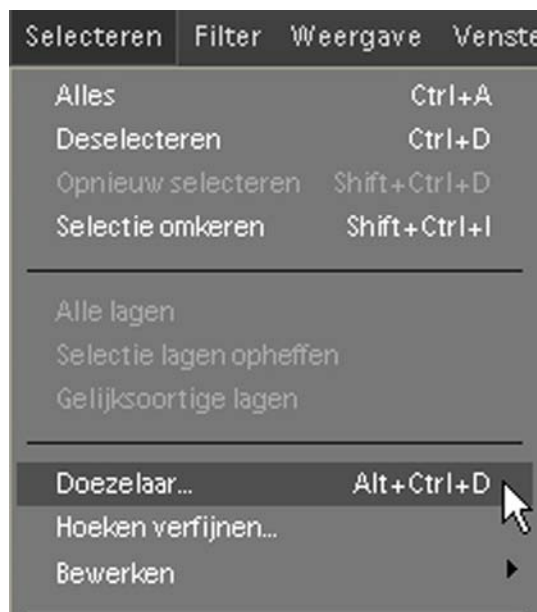 Selecteren Filter Weergave Venste
Alles Ctrl+A
Deselecteren Ctrl+D
Opnieuw selecteren Shift+Ctrl+D
Selectie omkeren Shift+Ctrl+I
Alle lagen
Selectie lagen opheffen
Gelijksoortige lagen
Doezelaar... Alt+Ctrl+D
Hoeken verfijnen...
Bewerken